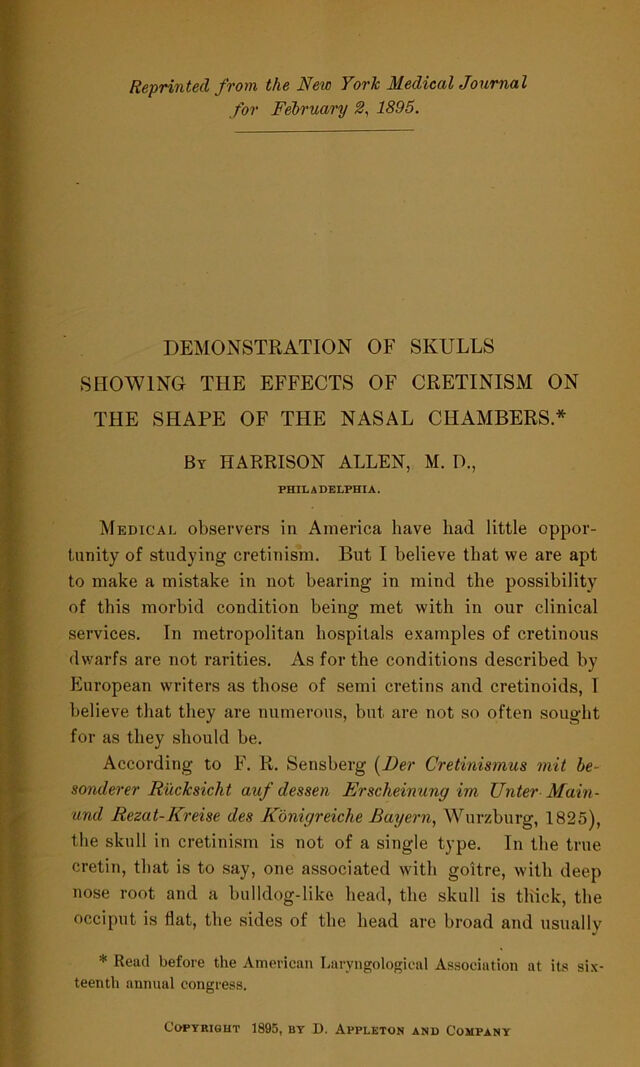 Reprinted from the New York Medical Journal
for February 2, 1895.
DEMONSTRATION OF SKULLS
SHOWING THE EFFECTS OF CRETINISM ON
THE SHAPE OF THE NASAL CHAMBERS.*
By HARRISON ALLEN, M. D.,
PHILADELPHIA.
Medical observers in America have had little oppor-
tunity of studying cretinism. But I believe that we are apt
to make a mistake in not bearing in mind the possibility
of this morbid condition being met with in our clinical
services. In metropolitan hospitals examples of cretinous
dwarfs are not rarities. As for the conditions described by
European writers as those of semi cretins and cretinoids, I
believe that they are numerous, but are not so often sought
for as they should be.
According to F. R. Sensberg (Der Cretinismus mit be-
sonderer Rücksicht auf dessen Erscheinung im Unter-Main-
und Rezat-Kreise des Königreiche Bayern, Wurzburg, 1825),
the skull in cretinism is not of a single type. In the true
cretin, that is to say, one associated with goître, with deep
nose root and a bulldog-like head, the skull is thick, the
occiput is flat, the sides of the head are broad and usually
* Read before the American Laryngological Association at its six-
teenth annual congress.
Copyright 1895, by D. Appleton and Company